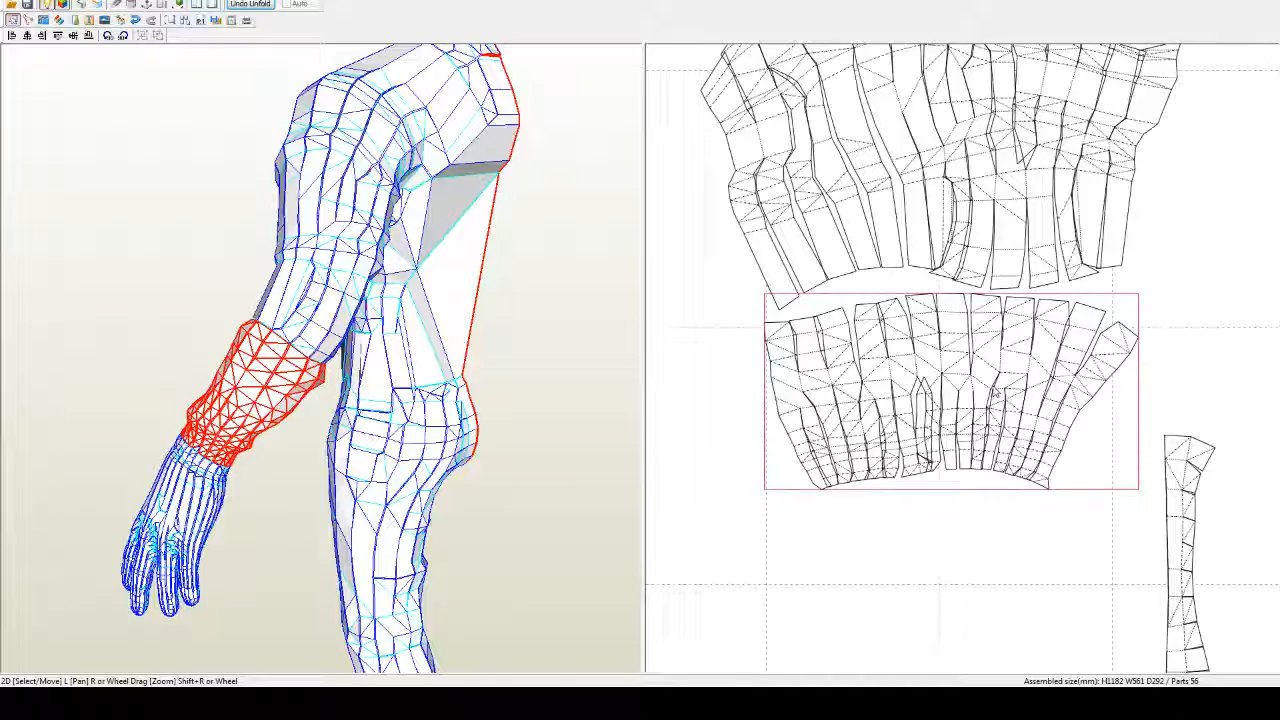 Undo Unfold
Auto
2D [Select/Move] L [Pan] R or Wheel Drag [Zoom] Shift+R or Wheel
Assembled size(mm): H1182 W561 D292 / Parts 56